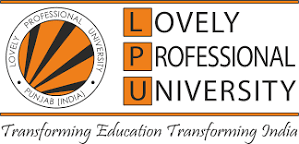 LOVELY PROFESSIONAL UNIVERSITY
PUNJAB (INDIA)
LOVELY
PROFESSIONAL
UNIVERSITY
Transforming Education Transforming India